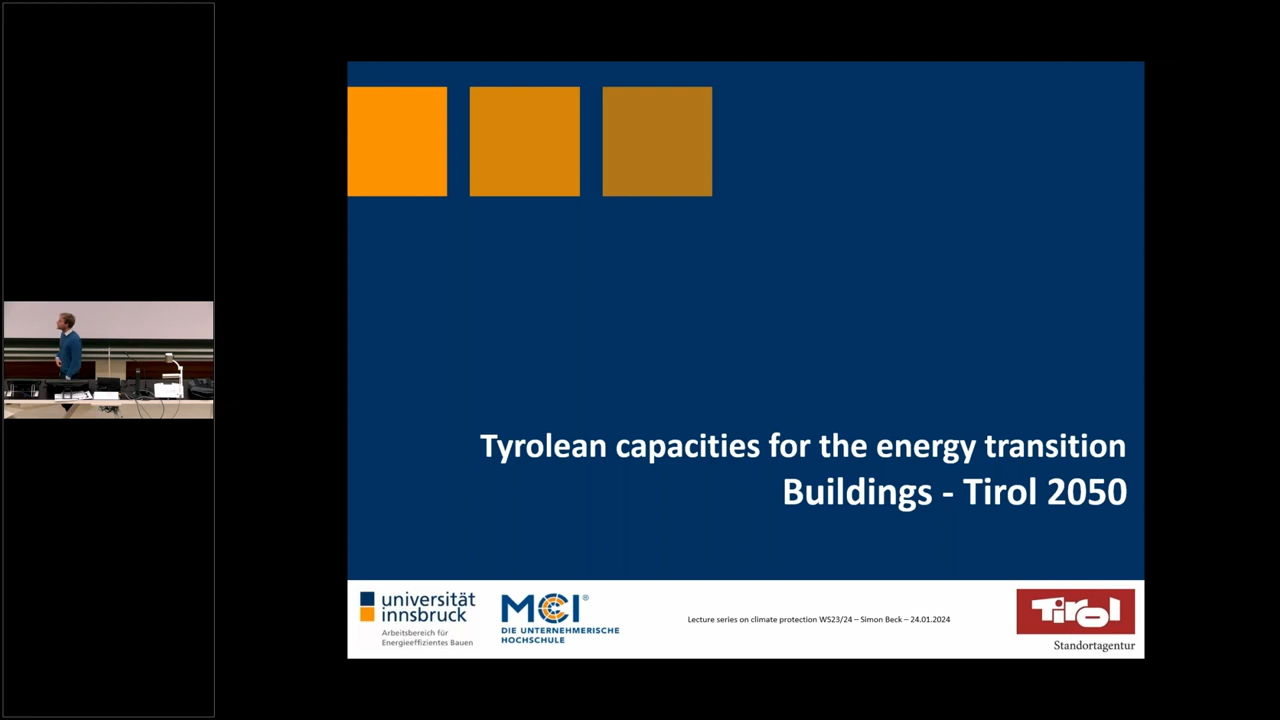 Tyrolean capacities for the energy transition
Buildings - Tirol 2050
universität
innsbruck
Arbeitsbereich für
Energieeffizientes Bauen
MCI®
DIE UNTERNEHMERISCHE
HOCHSCHULE
Lecture series on climate protection WS23/24 – Simon Beck – 24.01.2024
Tirol
Standortagentur